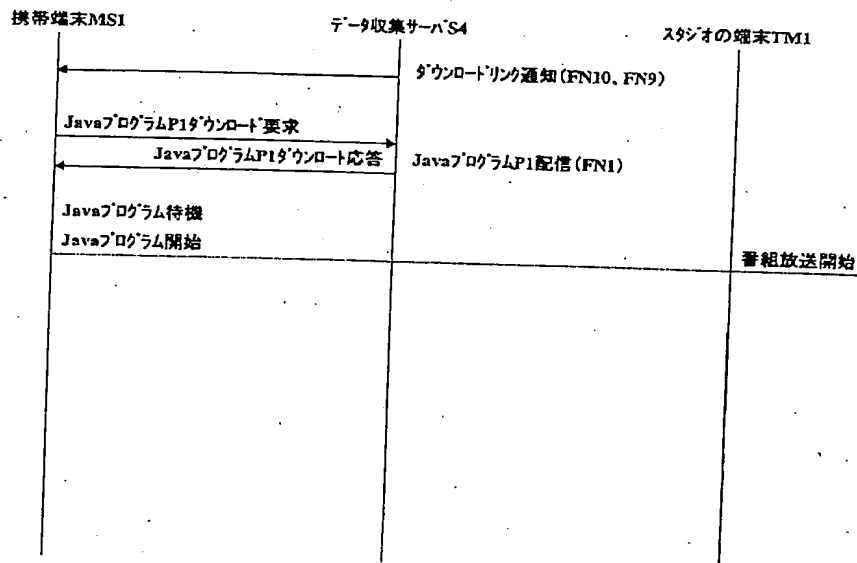 携帯端末MS1
ﾃﾞｰﾀ収集ｻｰﾊﾞS4
ｽﾀｼﾞｵの端末TM1
ﾀﾞｳﾝﾛｰﾄﾞﾘﾝｸ通知(FN10、FN9)
JavaﾌﾟﾛｸﾞﾗﾑP1ﾀﾞｳﾝﾛｰﾄﾞ要求
JavaﾌﾟﾛｸﾞﾗﾑP1ﾀﾞｳﾝﾛｰﾄ応答
JavaﾌﾟﾛｸﾞﾗﾑP1配信(FN1)
Javaﾌﾟﾛｸﾞﾗﾑ待機
Javaﾌﾟﾛｸﾞﾗﾑ開始
番組放送開始